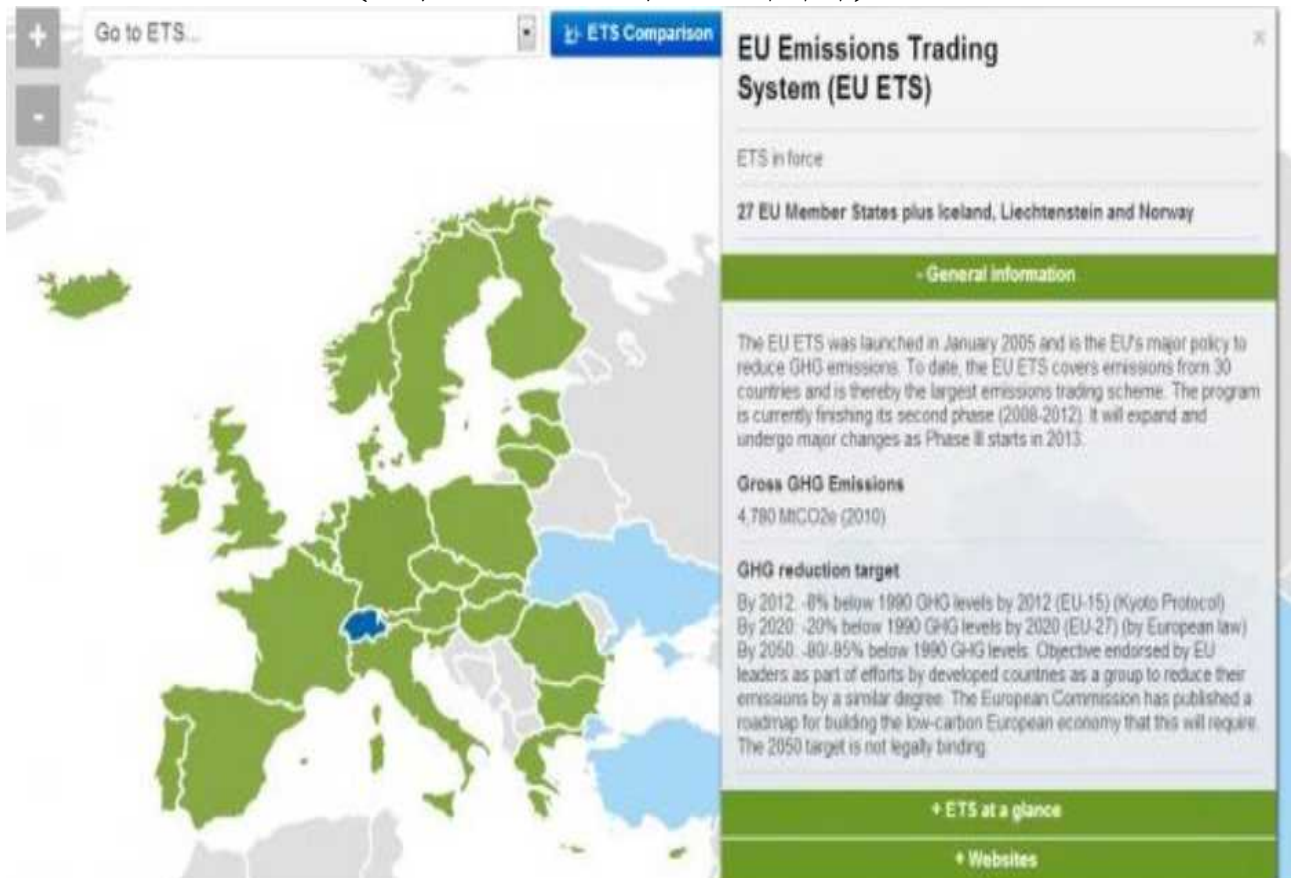 +
Go to ETS...
ETS Comparison
-
EU Emissions Trading
System (EU ETS)
x
ETS in force
27 EU Member States plus Iceland, Liechtenstein and Norway
- General information
The EU ETS was launched in January 2005 and is the EU's major policy to
reduce GHG emissions. To date, the EU ETS covers emissions from 30
countries and is thereby the largest emissions trading scheme. The program
is currently finishing its second phase (2008-2012). It will expand and
undergo major changes as Phase III starts in 2013.
Gross GHG Emissions
4,780 MtCO2e (2010)
GHG reduction target
By 2012: -8% below 1990 GHG levels by 2012 (EU-15) (Kyoto Protocol)
By 2020: -20% below 1990 GHG levels by 2020 (EU-27) (by European law)
By 2050: -80/-95% below 1990 GHG levels. Objective endorsed by EU
leaders as part of efforts by developed countries as a group to reduce their
emissions by a similar degree. The European Commission has published a
roadmap for building the low-carbon European economy that this will require.
The 2050 target is not legally binding.
+ ETS at a glance
+ Websites